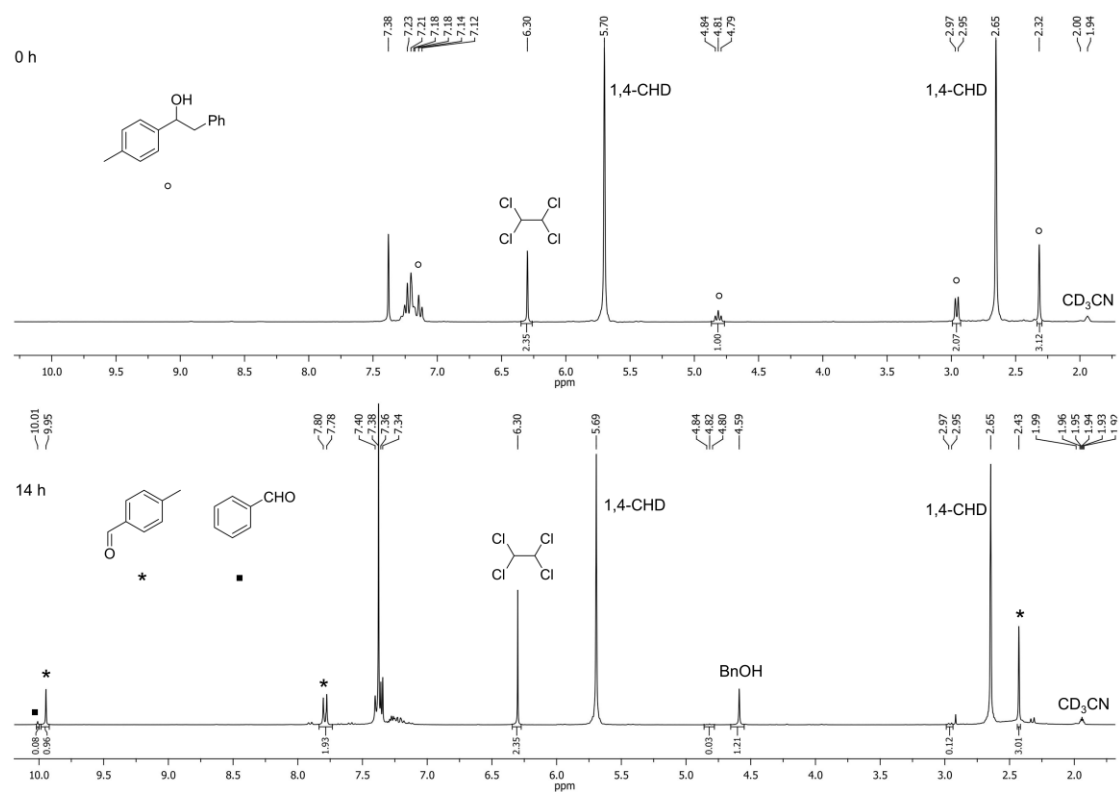 7.38 7.23 7.21 7.18 7.18 7.14 7.12 6.30 5.70 4.84 4.81 4.79 2.97 2.95 2.65 2.32 2.00 1.94
0 h
OH
Ph
1,4-CHD
1,4-CHD
Cl Cl
Cl Cl
CD3CN
2.35 1.00 2.07 3.12
10.0 9.5 9.0 8.5 8.0 7.5 7.0 6.5 6.0 5.5 5.0 4.5 4.0 3.5 3.0 2.5 2.0
ppm
10.01 9.95 7.80 7.78 7.40 7.38 7.36 7.34 6.30 5.69 4.84 4.82 4.80 4.59 2.97 2.95 2.65 2.43 1.99 1.96 1.95 1.94 1.93
14 h
CHO
O
1,4-CHD
1,4-CHD
Cl Cl
Cl Cl
*
*
*
*
BnOH
CD3CN
0.08 0.96 1.93 2.35 0.03 1.21 0.12 3.01
10.0 9.5 9.0 8.5 8.0 7.5 7.0 6.5 6.0 5.5 5.0 4.5 4.0 3.5 3.0 2.5 2.0
ppm